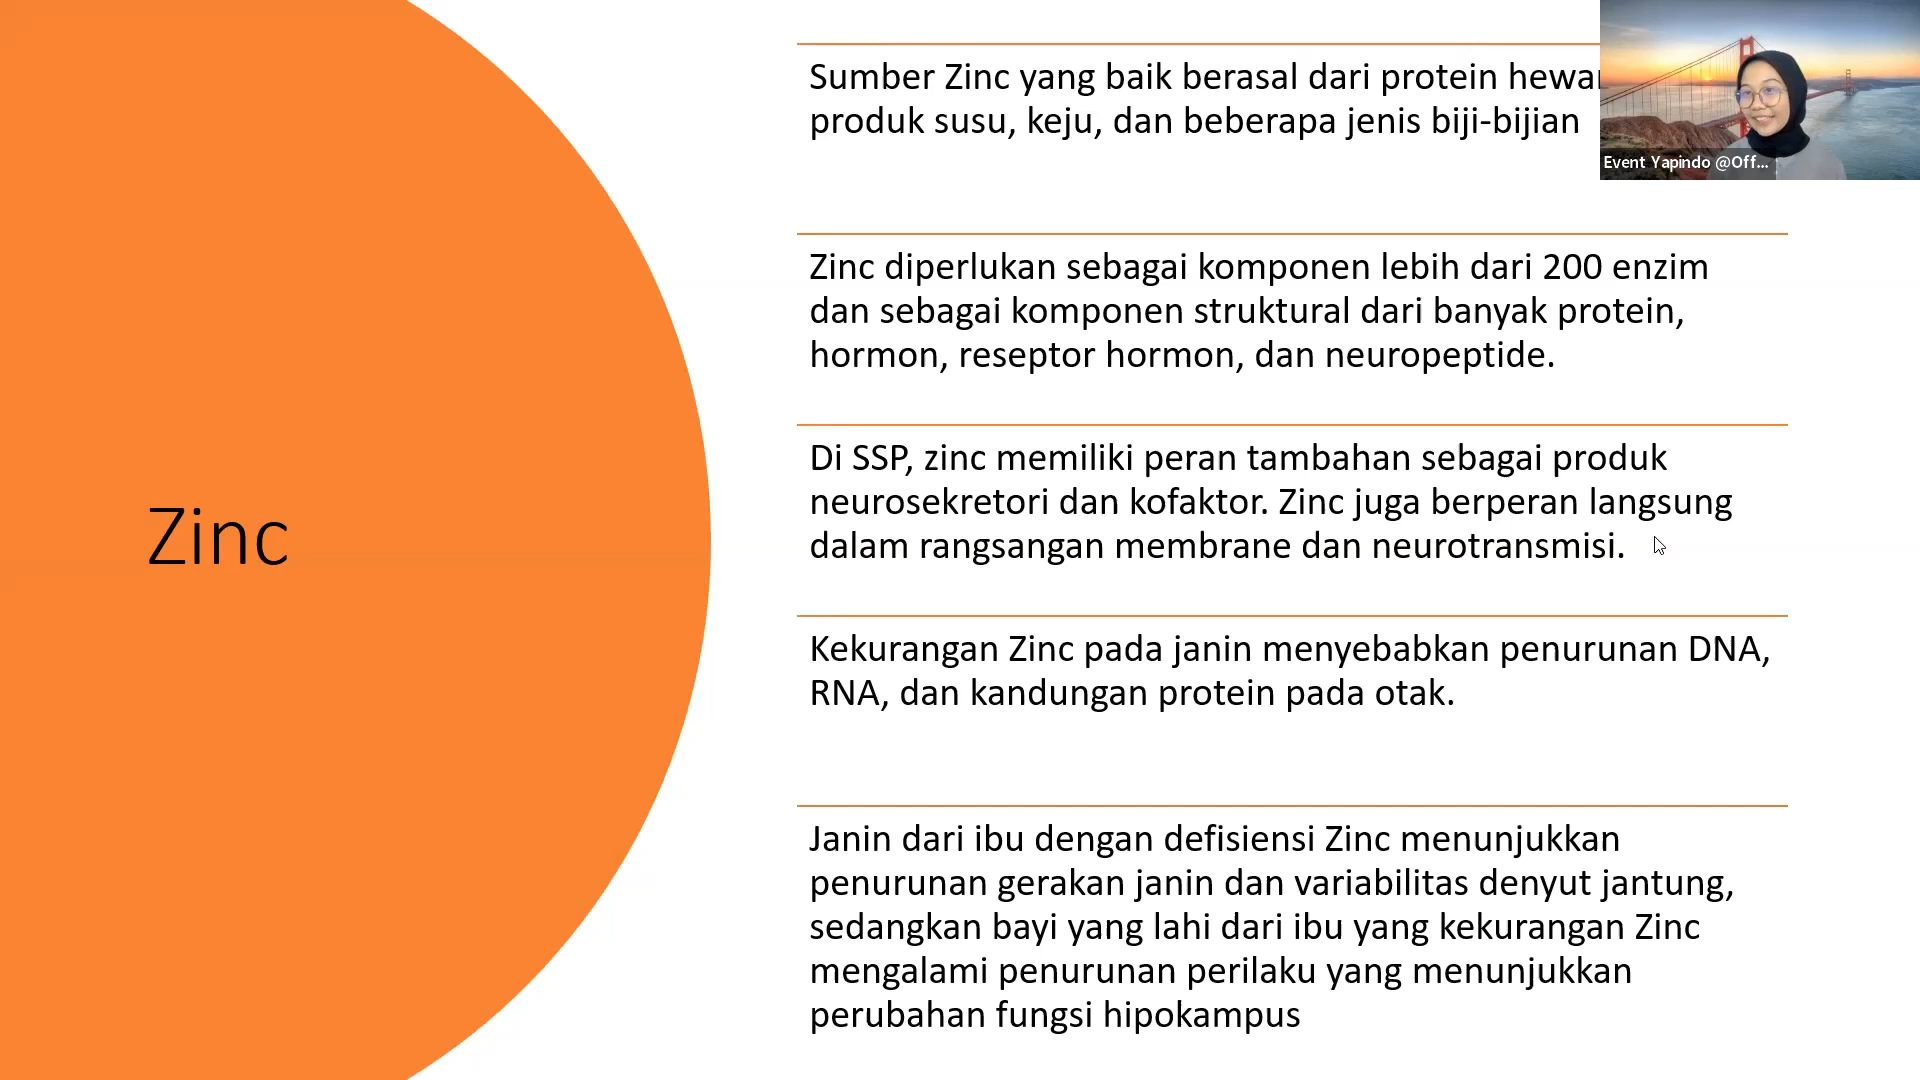 Zinc
Sumber Zinc yang baik berasal dari protein
produk susu, keju, dan beberapa jenis biji-bijian
Zinc diperlukan sebagai komponen lebih dari 200 enzim
dan sebagai komponen struktural dari banyak protein,
hormon, reseptor hormon, dan neuropeptide.
Di SSP, zinc memiliki peran tambahan sebagai produk
neurosekretori dan kofaktor. Zinc juga berperan langsung
dalam rangsangan membrane dan neurotransmisi.
Kekurangan Zinc pada janin menyebabkan penurunan DNA,
RNA, dan kandungan protein pada otak.
Janin dari ibu dengan defisiensi Zinc menunjukkan
penurunan gerakan janin dan variabilitas denyut jantung,
sedangkan bayi yang lahi dari ibu yang kekurangan Zinc
mengalami penurunan perilaku yang menunjukkan
perubahan fungsi hipokampus
Event Yapindo @Off...